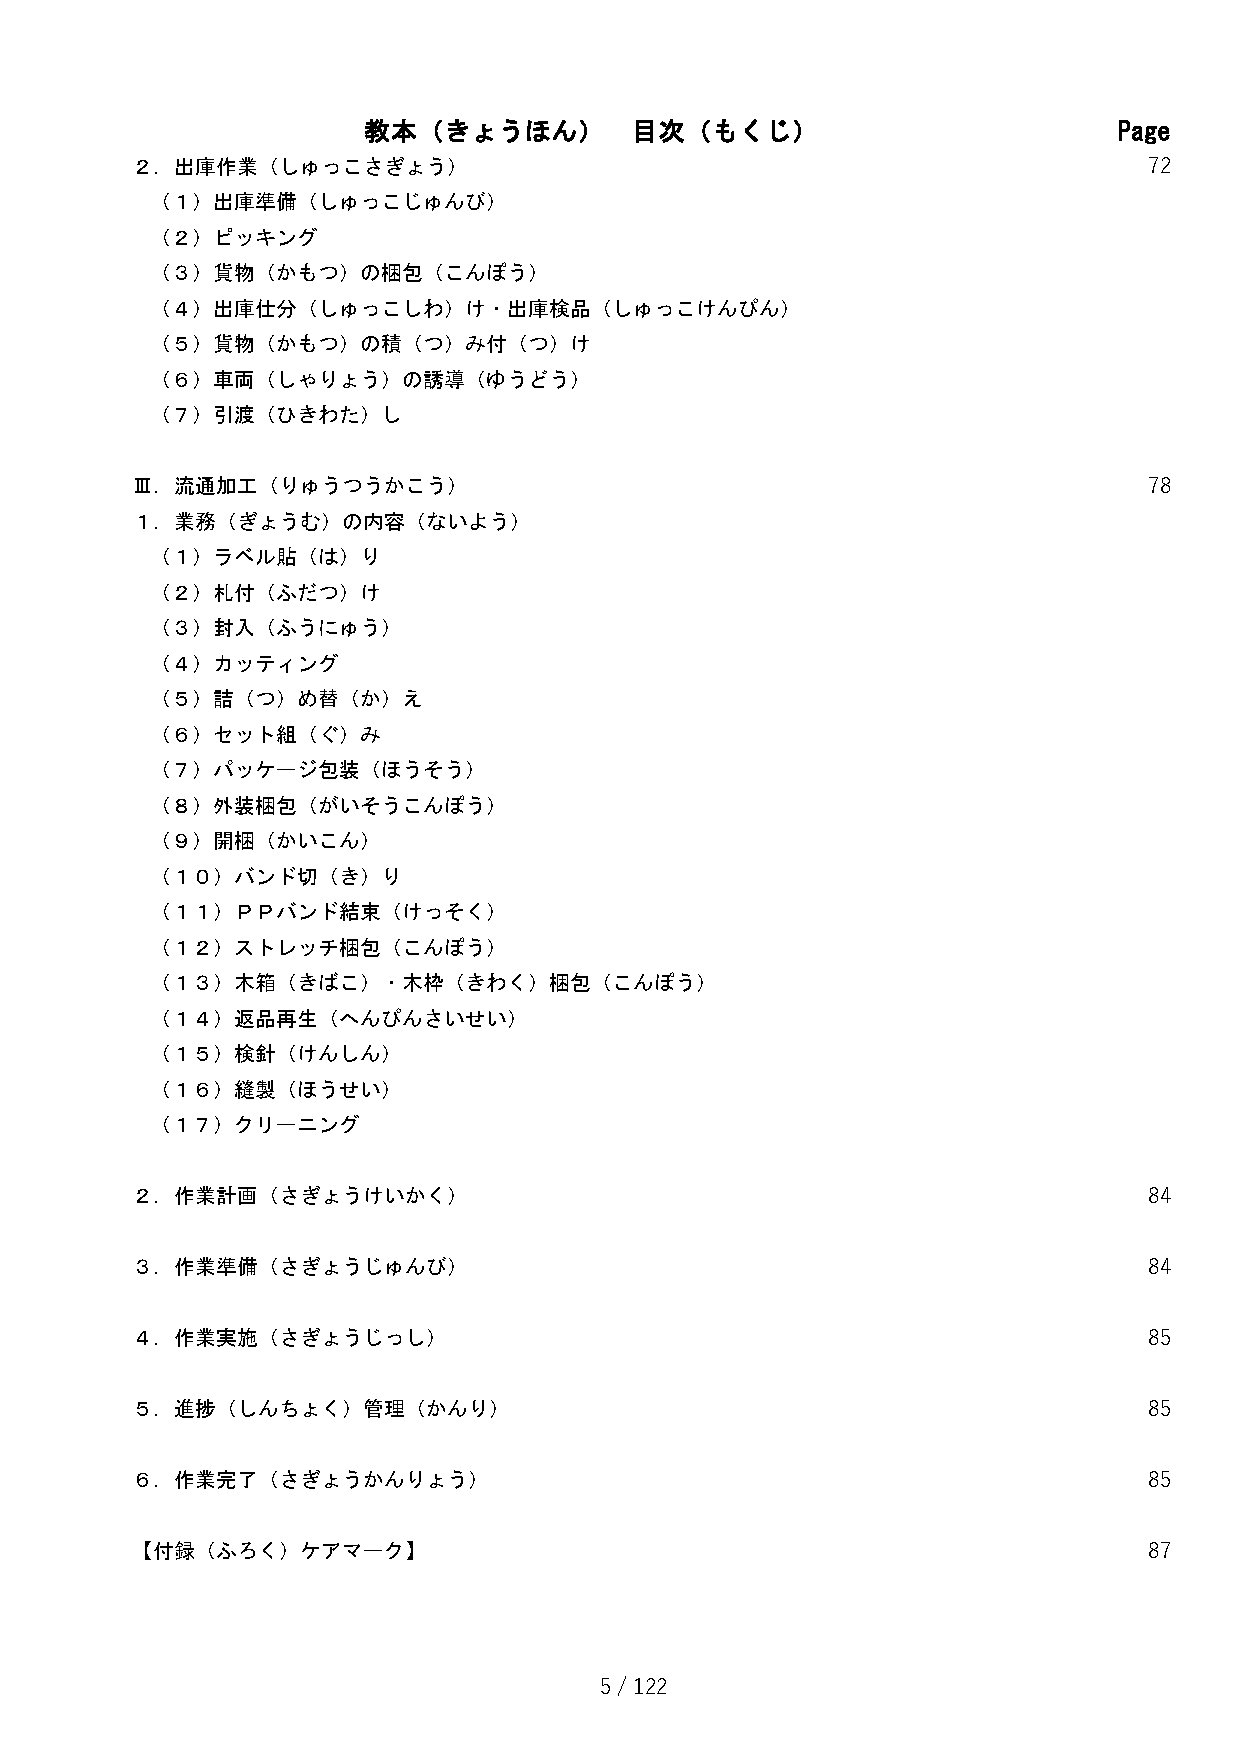 教本（きょうほん）　目次（もくじ）　Page
２．出庫作業（しゅっこさぎょう）　72
（１）出庫準備（しゅっこじゅんび）
（２）ピッキング
（３）貨物（かもつ）の梱包（こんぽう）
（４）出庫仕分（しゅっこしわ）け・出庫検品（しゅっこけんぴん）
（５）貨物（かもつ）の積（つ）み付（つ）け
（６）車両（しゃりょう）の誘導（ゆうどう）
（７）引渡（ひきわた）し
Ⅲ．流通加工（りゅうつうかこう）　78
１．業務（ぎょうむ）の内容（ないよう）
（１）ラベル貼（は）り
（２）札付（ふだつ）け
（３）封入（ふうにゅう）
（４）カッティング
（５）詰（つ）め替（か）え
（６）セット組（ぐ）み
（７）パッケージ包装（ほうそう）
（８）外装梱包（がいそうこんぽう）
（９）開梱（かいこん）
（１０）バンド切（き）り
（１１）ＰＰバンド結束（けっそく）
（１２）ストレッチ梱包（こんぽう）
（１３）木箱（きばこ）・木枠（きわく）梱包（こんぽう）
（１４）返品再生（へんぴんさいせい）
（１５）検針（けんしん）
（１６）縫製（ほうせい）
（１７）クリーニング
２．作業計画（さぎょうけいかく）　84
３．作業準備（さぎょうじゅんび）　84
４．作業実施（さぎょうじっし）　85
５．進捗（しんちょく）管理（かんり）　85
６．作業完了（さぎょうかんりょう）　85
【付録（ふろく）ケアマーク】　87
5 / 122